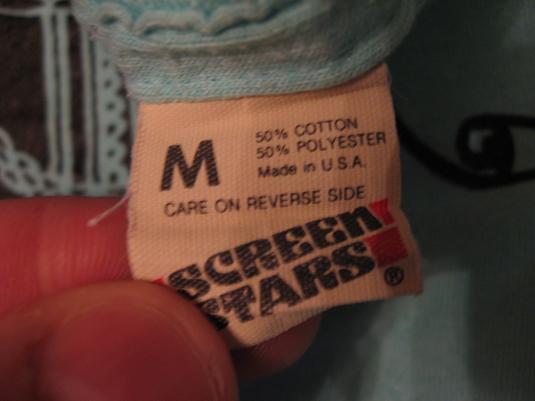 M
50% COTTON
50% POLYESTER
Made in U.S.A.
CARE ON REVERSE SIDE
SCREEN
STARS®